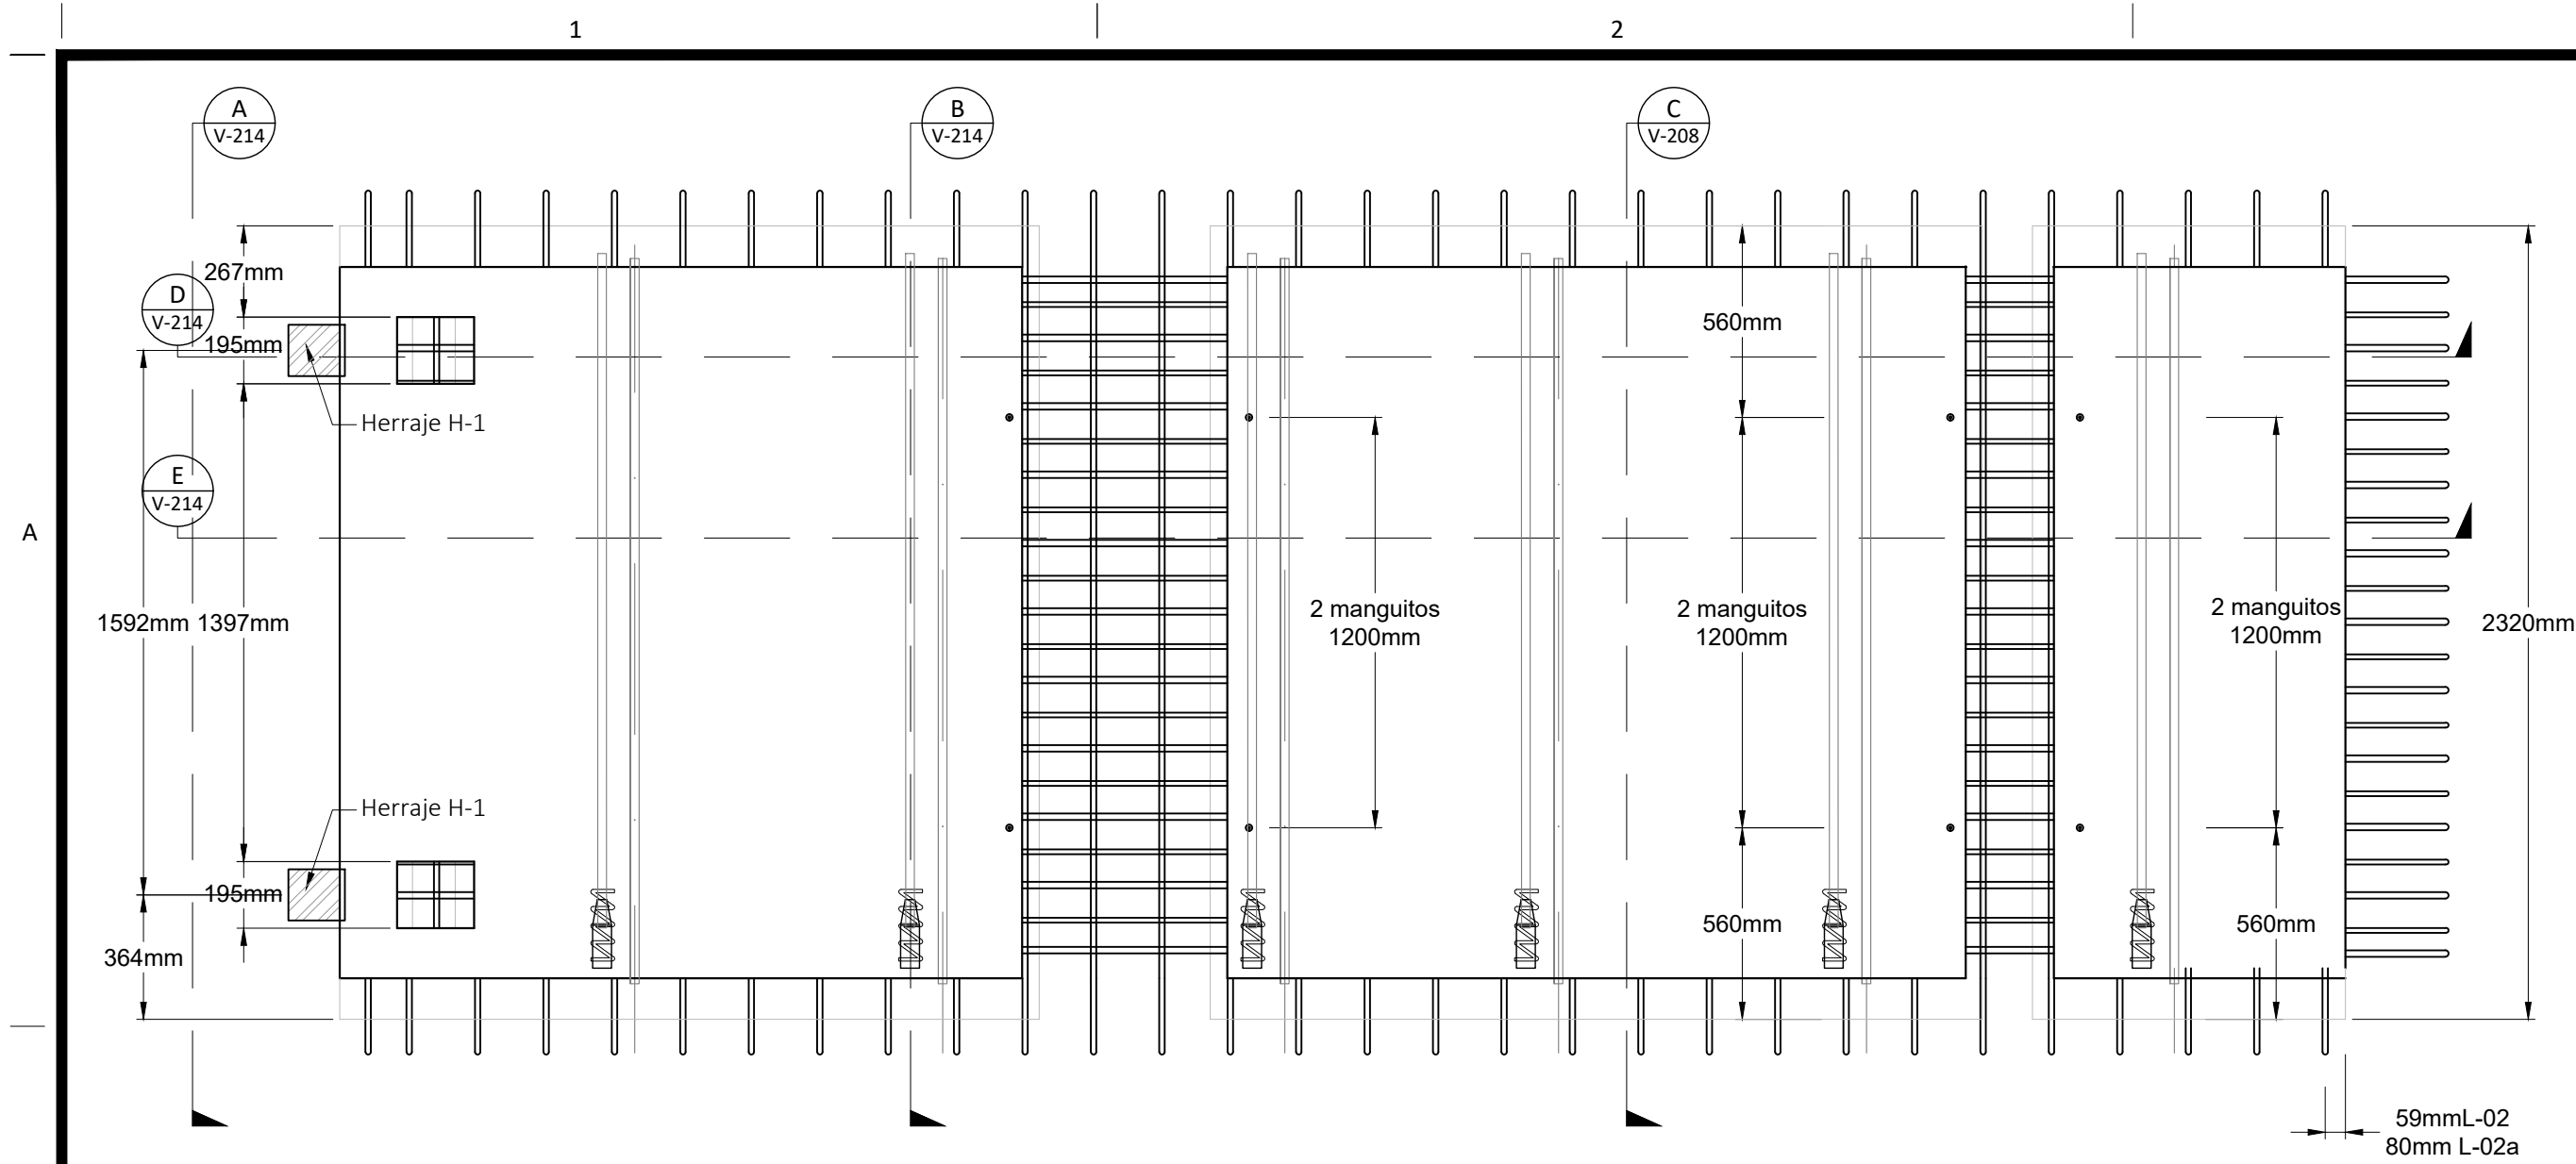 1
2
A
V-214
B
V-214
C
V-208
267mm
D
V-214
195mm
560mm
Herraje H-1
E
V-214
A
1592mm
1397mm
2 manguitos
1200mm
2 manguitos
1200mm
2 manguitos
1200mm
2320mm
Herraje H-1
195mm
364mm
560mm
560mm
59mmL-02
80mm L-02a